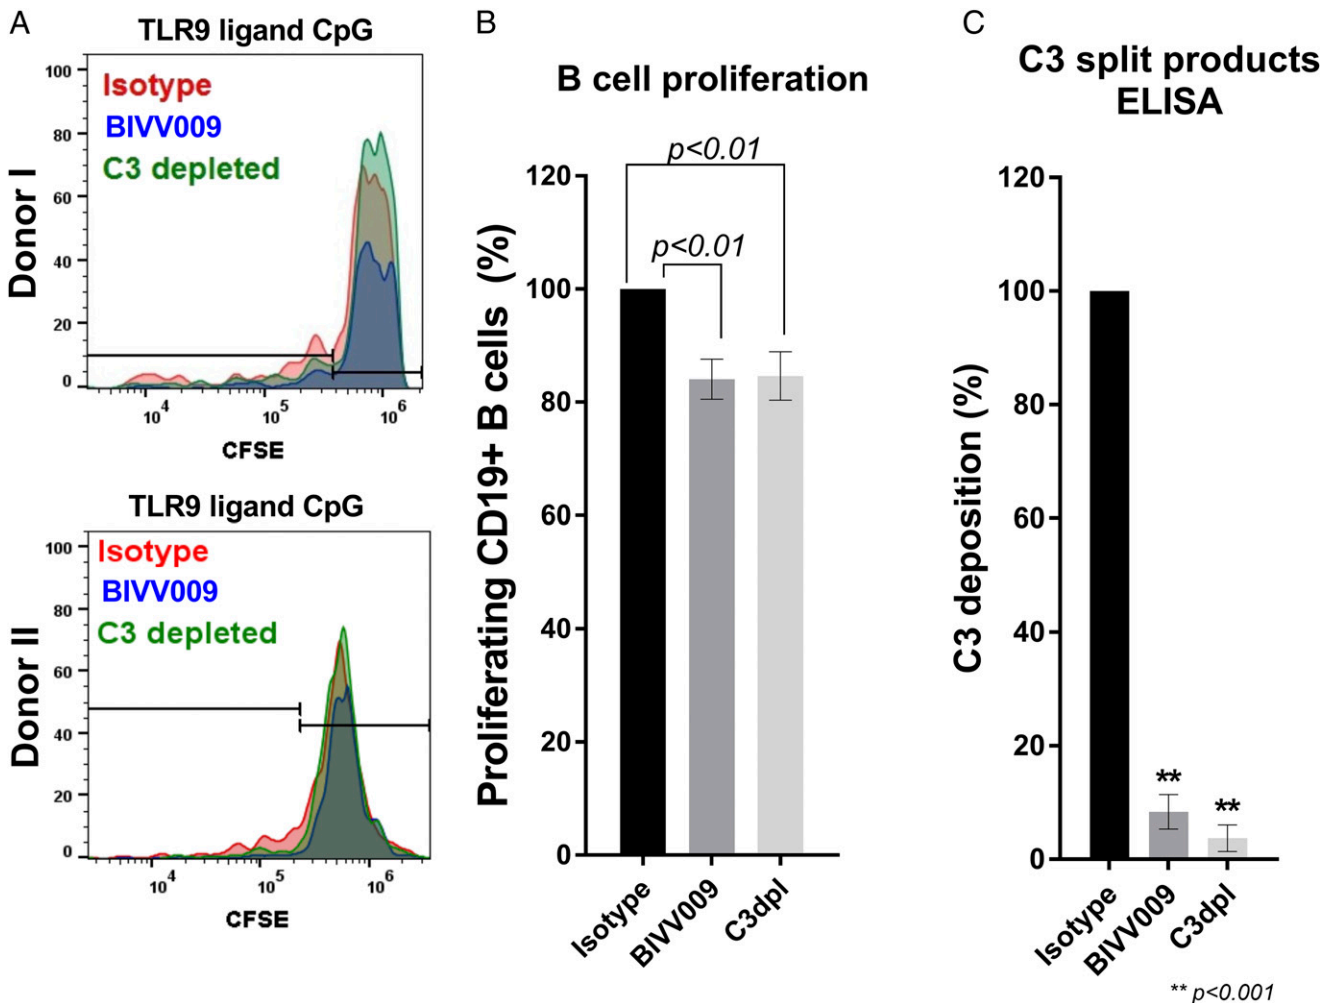 A
TLR9 ligand CpG
Donor I
100
80
60
40
20
0
Isotype
BIVV009
C3 depleted
10^4
10^5
10^6
CFSE
TLR9 ligand CpG
Donor II
100
80
60
40
20
0
Isotype
BIVV009
C3 depleted
10^4
10^5
10^6
CFSE
B
B cell proliferation
Proliferating CD19+ B cells (%)
120
100
80
60
40
20
0
p<0.01
p<0.01
Isotype
BIVV009
C3dpl
C
C3 split products
ELISA
C3 deposition (%)
120
100
80
60
40
20
0
**
**
Isotype
BIVV009
C3dpl
** p<0.001